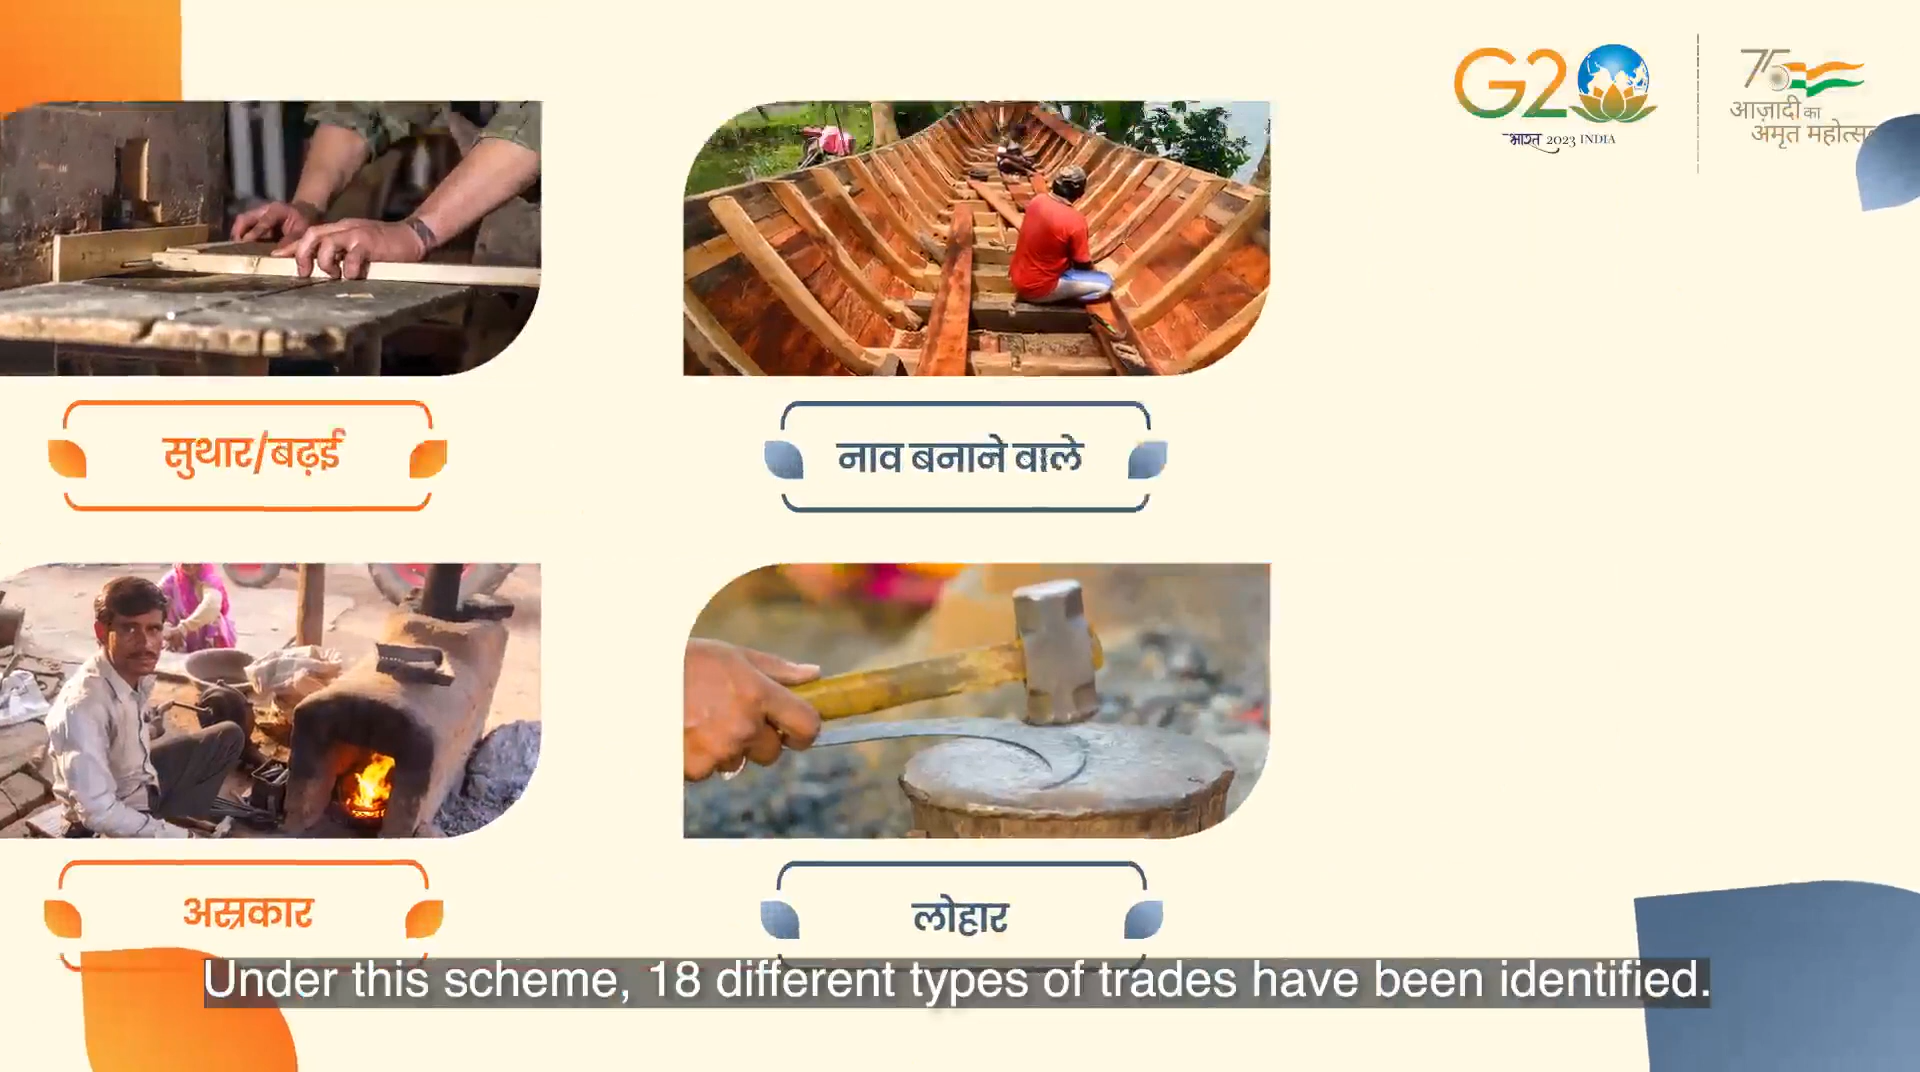 G20
भारत 2023 INDIA
75
आज़ादी का
अमृत
सुथार/बढ़ई
नाव बनाने वाले
अस्रकार
लोहार
Under this scheme, 18 different types of trades have been identified.